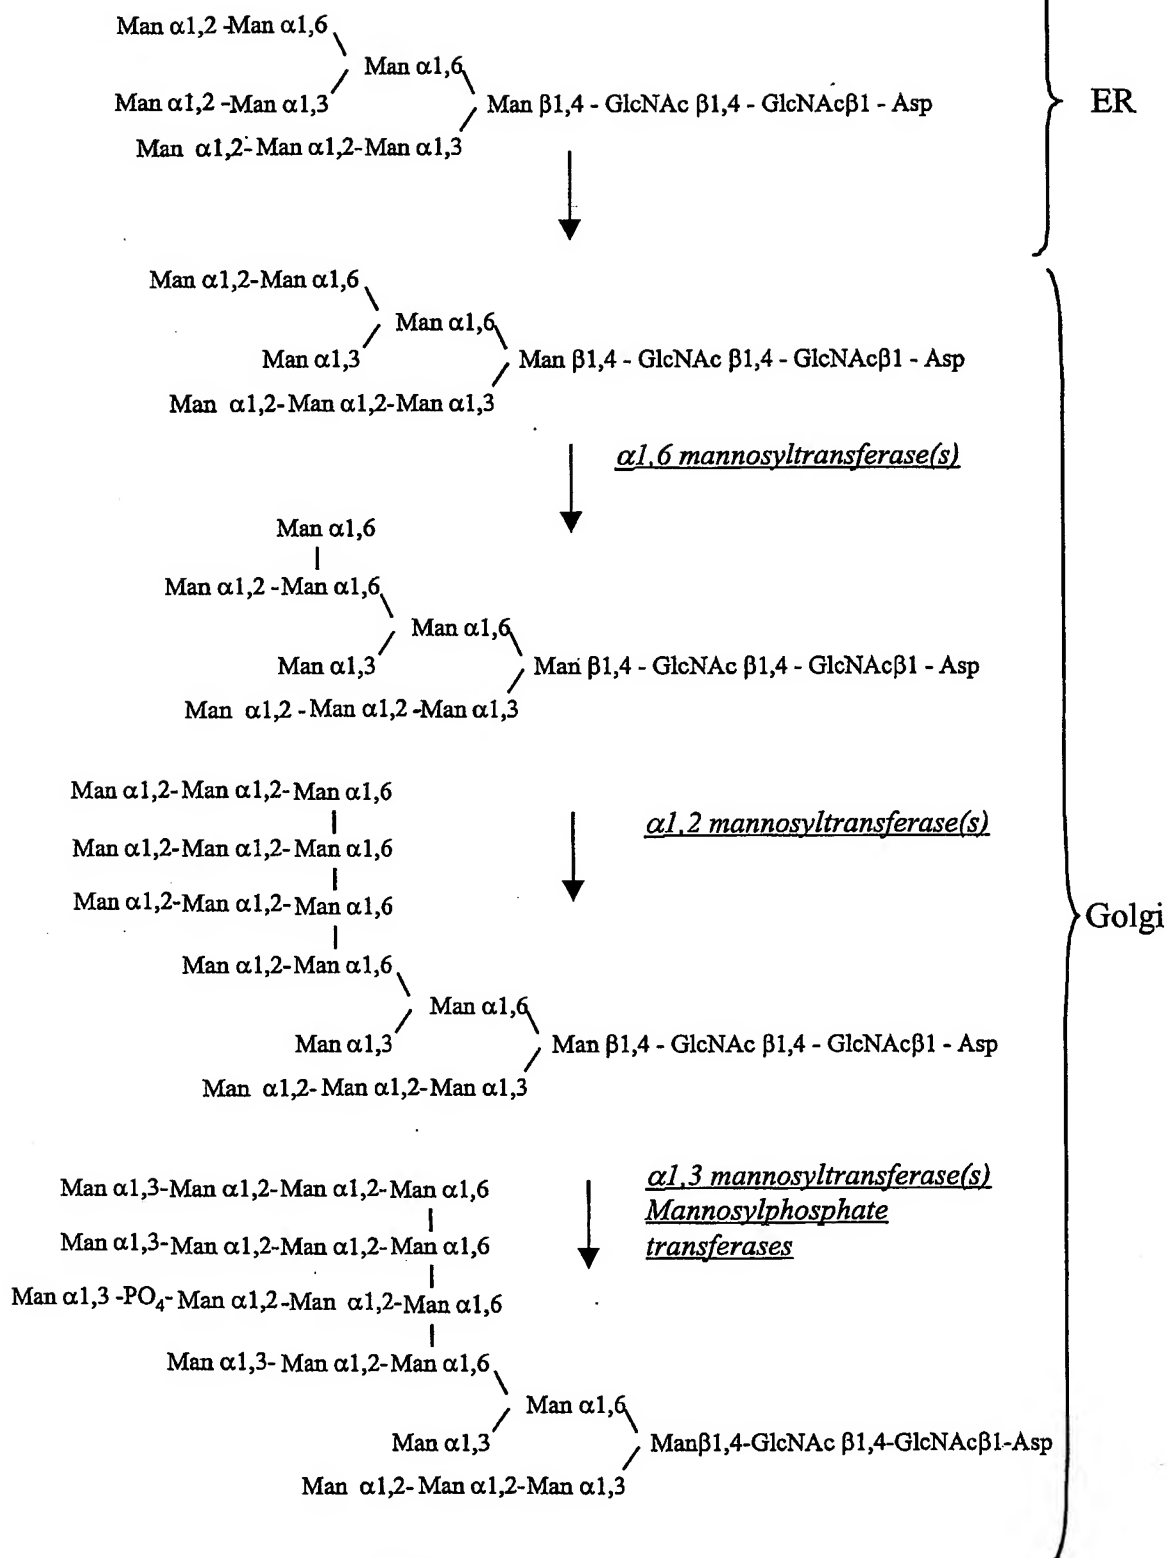 Man α1,2 -Man α1,6
Man α1,6
Man α1,2 -Man α1,3
Man β1,4 - GlcNAc β1,4 - GlcNAcβ1 - Asp
ER
Man α1,2- Man α1,2-Man α1,3
Man α1,2-Man α1,6
Man α1,6
Man α1,3
Man β1,4 - GlcNAc β1,4 - GlcNAcβ1 - Asp
Man α1,2- Man α1,2-Man α1,3
α1,6 mannosyltransferase(s)
Man α1,6
Man α1,2 -Man α1,6
Man α1,6
Man α1,3
Man β1,4 - GlcNAc β1,4 - GlcNAcβ1 - Asp
Man α1,2 - Man α1,2 -Man α1,3
Man α1,2- Man α1,2- Man α1,6
α1,2 mannosyltransferase(s)
Man α1,2-Man α1,2- Man α1,6
Man α1,2-Man α1,2- Man α1,6
Golgi
Man α1,2-Man α1,6
Man α1,6
Man α1,3
Man β1,4 - GlcNAc β1,4 - GlcNAcβ1 - Asp
Man α1,2- Man α1,2-Man α1,3
α1,3 mannosyltransferase(s)
Mannosylphosphate
transferases
Man α1,3-Man α1,2-Man α1,2- Man α1,6
Man α1,3-Man α1,2-Man α1,2-Man α1,6
Man α1,3 -PO4- Man α1,2 -Man α1,2-Man α1,6
Man α1,3- Man α1,2-Man α1,6
Man α1,6
Man α1,3
Manβ1,4-GlcNAc β1,4-GlcNAcβ1-Asp
Man α1,2- Man α1,2-Man α1,3